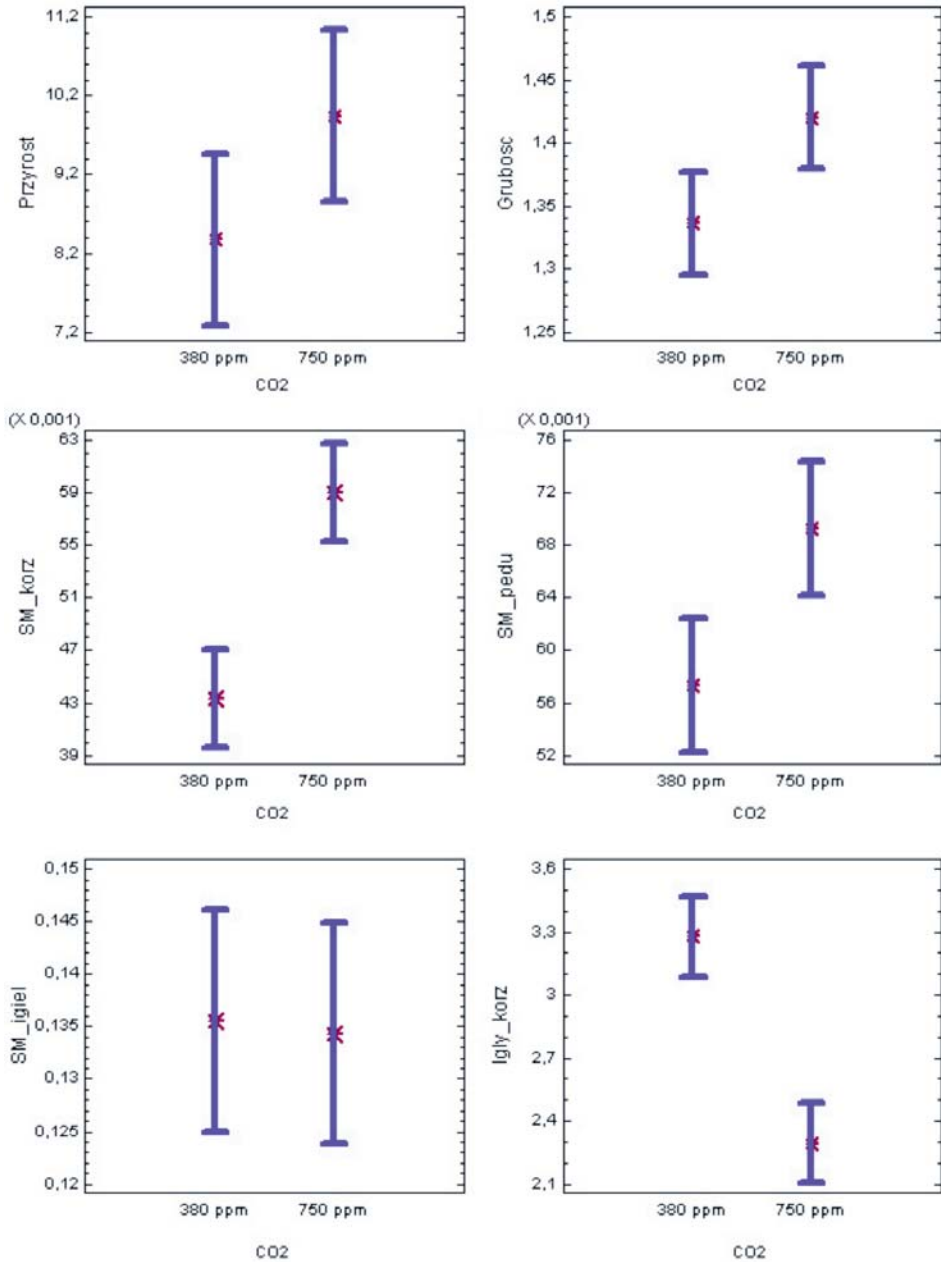 11,2
10,2
9,2
8,2
7,2
Przyrost
380 ppm 750 ppm
CO2
1,5
1,45
1,4
1,35
1,3
1,25
Grubosc
380 ppm 750 ppm
CO2
(X 0,001)
63
59
55
51
47
43
39
SM_korz
380 ppm 750 ppm
CO2
(X 0,001)
76
72
68
64
60
56
52
SM_pedu
380 ppm 750 ppm
CO2
0,15
0,145
0,14
0,135
0,13
0,125
0,12
SM_igiel
380 ppm 750 ppm
CO2
3,6
3,3
3
2,7
2,4
2,1
Igly_korz
380 ppm 750 ppm
CO2